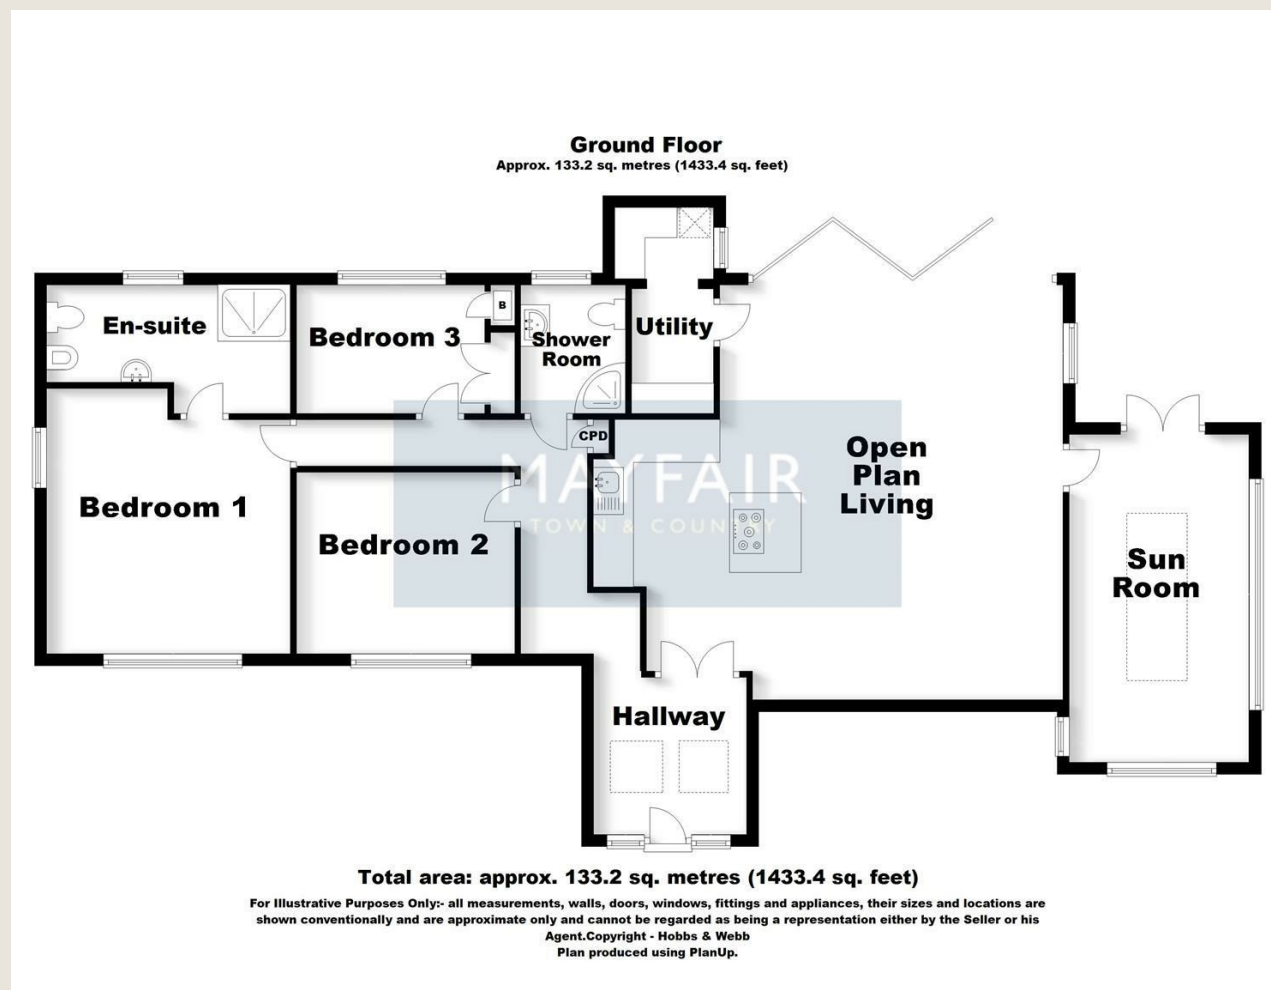 Ground Floor
Approx. 133.2 sq. metres (1433.4 sq. feet)
En-suite
Bedroom 3
B
Shower
Room
Utility
CPD
Open
Plan
Living
MAYFAIR
TOWN & COUNTRY
Bedroom 1
Bedroom 2
Sun
Room
Hallway
Total area: approx. 133.2 sq. metres (1433.4 sq. feet)
For Illustrative Purposes Only:- all measurements, walls, doors, windows, fittings and appliances, their sizes and locations are
shown conventionally and are approximate only and cannot be regarded as being a representation either by the Seller or his
Agent.Copyright - Hobbs & Webb
Plan produced using PlanUp.